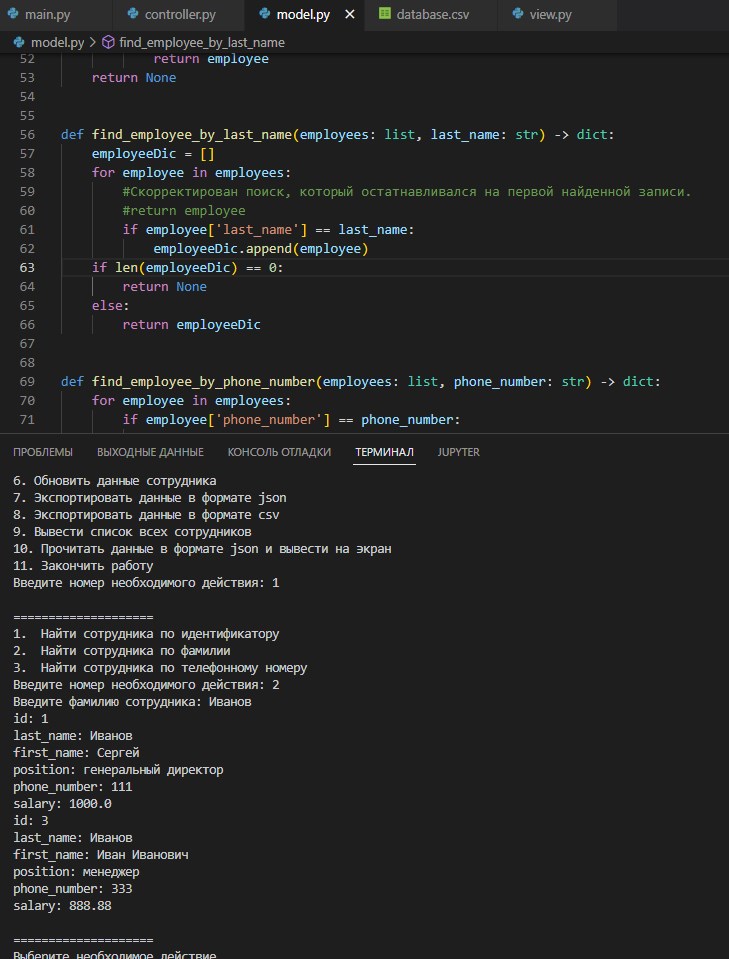 main.py controller.py model.py database.csv view.py
model.py > find_employee_by_last_name
52 return employee
53 return None
54
55
56 def find_employee_by_last_name(employees: list, last_name: str) -> dict:
57 employeeDic = []
58 for employee in employees:
59 #Скорректирован поиск, который остатнавливался на первой найденной записи.
60 #return employee
61 if employee['last_name'] == last_name:
62 employeeDic.append(employee)
63 if len(employeeDic) == 0:
64 return None
65 else:
66 return employeeDic
67
68
69 def find_employee_by_phone_number(employees: list, phone_number: str) -> dict:
70 for employee in employees:
71 if employee['phone_number'] == phone_number:
ПРОБЛЕМЫ ВЫХОДНЫЕ ДАННЫЕ КОНСОЛЬ ОТЛАДКИ ТЕРМИНАЛ JUPYTER
6. Обновить данные сотрудника
7. Экспортировать данные в формате json
8. Экспортировать данные в формате csv
9. Вывести список всех сотрудников
10. Прочитать данные в формате json и вывести на экран
11. Закончить работу
Введите номер необходимого действия: 1
====================
1. Найти сотрудника по идентификатору
2. Найти сотрудника по фамилии
3. Найти сотрудника по телефонному номеру
Введите номер необходимого действия: 2
Введите фамилию сотрудника: Иванов
id: 1
last_name: Иванов
first_name: Сергей
position: генеральный директор
phone_number: 111
salary: 1000.0
id: 3
last_name: Иванов
first_name: Иван Иванович
position: менеджер
phone_number: 333
salary: 888.88
====================
Выберите необходимое действие